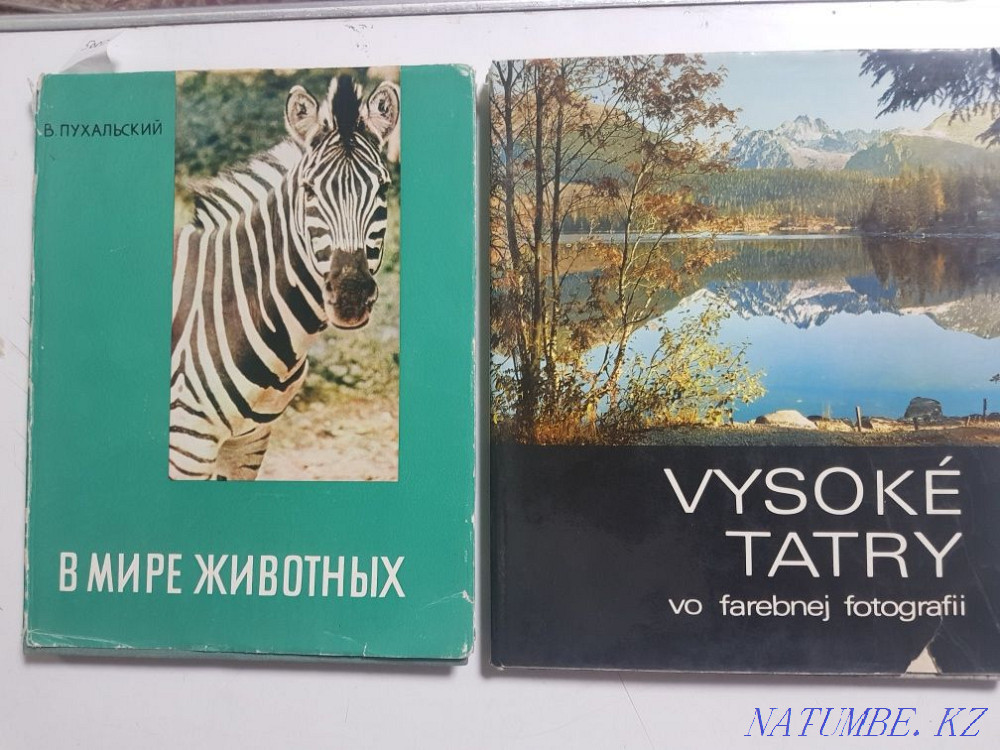 В. ПУХАЛЬСКИЙ
В МИРЕ ЖИВОТНЫХ
VYSOKÉ
TATRY
vo farebnej fotografii
NATUMBE. KZ